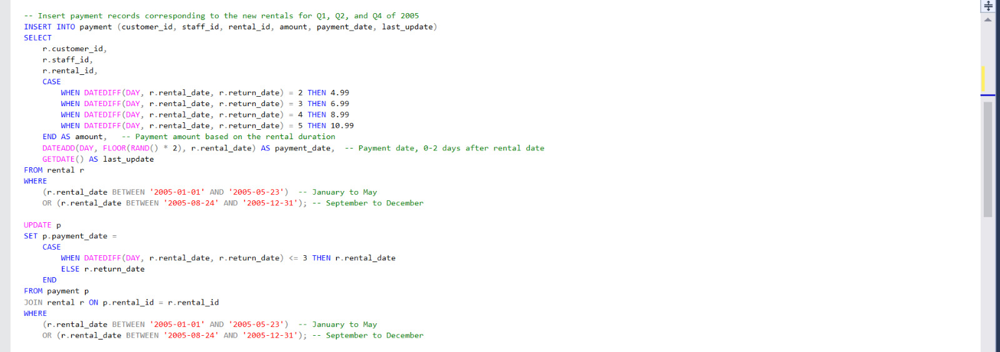 -- Insert payment records corresponding to the new rentals for Q1, Q2, and Q4 of 2005
INSERT INTO payment (customer_id, staff_id, rental_id, amount, payment_date, last_update)
SELECT
    r.customer_id,
    r.staff_id,
    r.rental_id,
    CASE
        WHEN DATEDIFF(DAY, r.rental_date, r.return_date) = 2 THEN 4.99
        WHEN DATEDIFF(DAY, r.rental_date, r.return_date) = 3 THEN 6.99
        WHEN DATEDIFF(DAY, r.rental_date, r.return_date) = 4 THEN 8.99
        WHEN DATEDIFF(DAY, r.rental_date, r.return_date) = 5 THEN 10.99
    END AS amount,   -- Payment amount based on the rental duration
    DATEADD(DAY, FLOOR(RAND() * 2), r.rental_date) AS payment_date,  -- Payment date, 0-2 days after rental date
    GETDATE() AS last_update
FROM rental r
WHERE
    (r.rental_date BETWEEN '2005-01-01' AND '2005-05-23')  -- January to May
    OR (r.rental_date BETWEEN '2005-08-24' AND '2005-12-31'); -- September to December

UPDATE p
SET p.payment_date =
    CASE
        WHEN DATEDIFF(DAY, r.rental_date, r.return_date) <= 3 THEN r.rental_date
        ELSE r.return_date
    END
FROM payment p
JOIN rental r ON p.rental_id = r.rental_id
WHERE
    (r.rental_date BETWEEN '2005-01-01' AND '2005-05-23')  -- January to May
    OR (r.rental_date BETWEEN '2005-08-24' AND '2005-12-31'); -- September to December